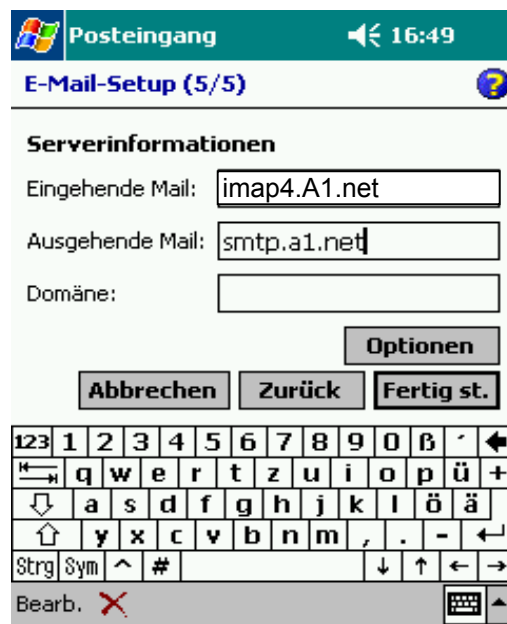 Posteingang 16:49
E-Mail-Setup (5/5) ?
Serverinformationen
Eingehende Mail: imap4.A1.net
Ausgehende Mail: smtp.a1.net
Domäne:
Optionen
Abbrechen Zurück Fertig st.
123 1 2 3 4 5 6 7 8 9 0 ß ´
q w e r t z u i o p ü +
a s d f g h j k l ö ä
y x c v b n m , . -
Strg Sym ^ #
Bearb.